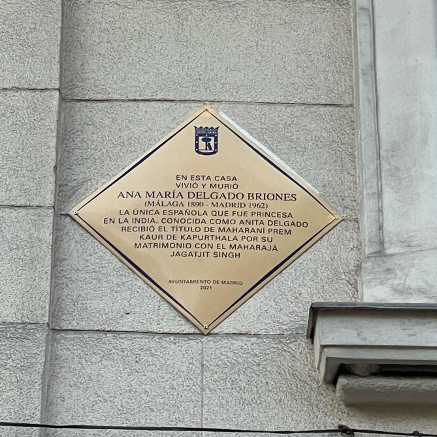 EN ESTA CASA
VIVIÓ Y MURIÓ
ANA MARÍA DELGADO BRIONES
(MÁLAGA 1890 - MADRID 1962)
LA ÚNICA ESPAÑOLA QUE FUE PRINCESA
EN LA INDIA. CONOCIDA COMO ANITA DELGADO
RECIBIÓ EL TÍTULO DE MAHARANÍ PREM
KAUR DE KAPURTHALA POR SU
MATRIMONIO CON EL MAHARAJÁ
JAGATJIT SINGH
AYUNTAMIENTO DE MADRID
2021